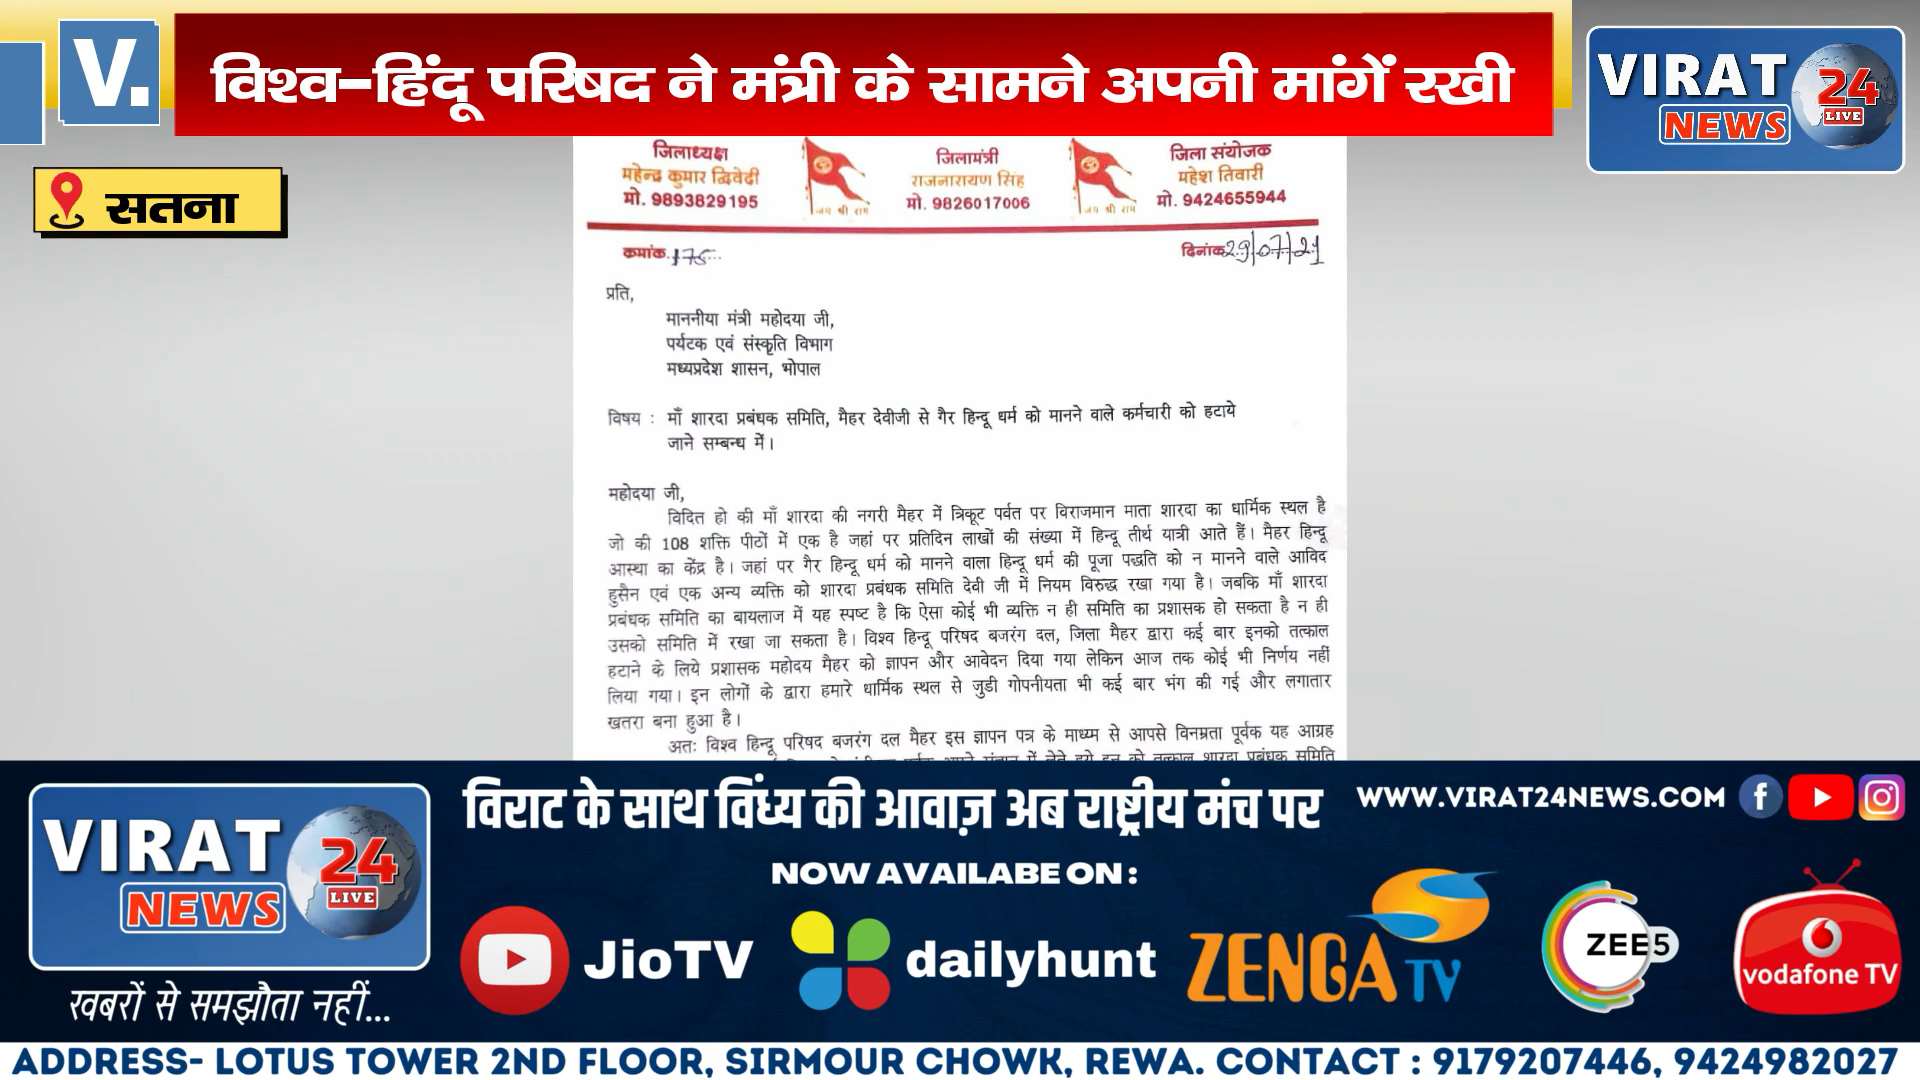 V.
विश्व-हिंदू परिषद ने मंत्री के सामने अपनी मांगें रखी
VIRAT
NEWS
24
LIVE
सतना
जिलाध्यक्ष
महेन्द्र कुमार द्विवेदी
मो. 9893829195
जय श्री राम
जिलामंत्री
राजनारायण सिंह
मो. 9826017006
जय श्री राम
जिला संयोजक
महेश तिवारी
मो. 9424655944
क्रमांक 175
दिनांक 29/07/21
प्रति,
माननीया मंत्री महोदया जी,
पर्यटक एवं संस्कृति विभाग
मध्यप्रदेश शासन, भोपाल
विषय : माँ शारदा प्रबंधक समिति, मैहर देवीजी से गैर हिन्दू धर्म को मानने वाले कर्मचारी को हटाये
जाने सम्बन्ध में।
महोदया जी,
विदित हो की माँ शारदा की नगरी मैहर में त्रिकूट पर्वत पर विराजमान माता शारदा का धार्मिक स्थल है
जो की 108 शक्ति पीठों में एक है जहां पर प्रतिदिन लाखों की संख्या में हिन्दू तीर्थ यात्री आते हैं। मैहर हिन्दू
आस्था का केंद्र है। जहां पर गैर हिन्दू धर्म को मानने वाला हिन्दू धर्म की पूजा पद्धति को न मानने वाले आविद
हुसैन एवं एक अन्य व्यक्ति को शारदा प्रबंधक समिति देवी जी में नियम विरुद्ध रखा गया है। जबकि माँ शारदा
प्रबंधक समिति का बायलाज में यह स्पष्ट है कि ऐसा कोई भी व्यक्ति न ही समिति का प्रशासक हो सकता है न ही
उसको समिति में रखा जा सकता है। विश्व हिन्दू परिषद बजरंग दल, जिला मैहर द्वारा कई बार इनको तत्काल
हटाने के लिये प्रशासक महोदय मैहर को ज्ञापन और आवेदन दिया गया लेकिन आज तक कोई भी निर्णय नहीं
लिया गया। इन लोगों के द्वारा हमारे धार्मिक स्थल से जुडी गोपनीयता भी कई बार भंग की गई और लगातार
खतरा बना हुआ है।
अतः विश्व हिन्दू परिषद बजरंग दल मैहर इस ज्ञापन पत्र के माध्यम से आपसे विनम्रता पूर्वक यह आग्रह
में लेते हुये इन को तत्काल शारदा प्रबंधक समिति
VIRAT
NEWS
24
LIVE
खबरों से समझौता नहीं...
विराट के साथ विंध्य की आवाज़ अब राष्ट्रीय मंच पर
WWW.VIRAT24NEWS.COM
NOW AVAILABE ON :
JioTV
dailyhunt
ZENGA TV
ZEE5
vodafone TV
ADDRESS- LOTUS TOWER 2ND FLOOR, SIRMOUR CHOWK, REWA. CONTACT : 9179207446, 9424982027